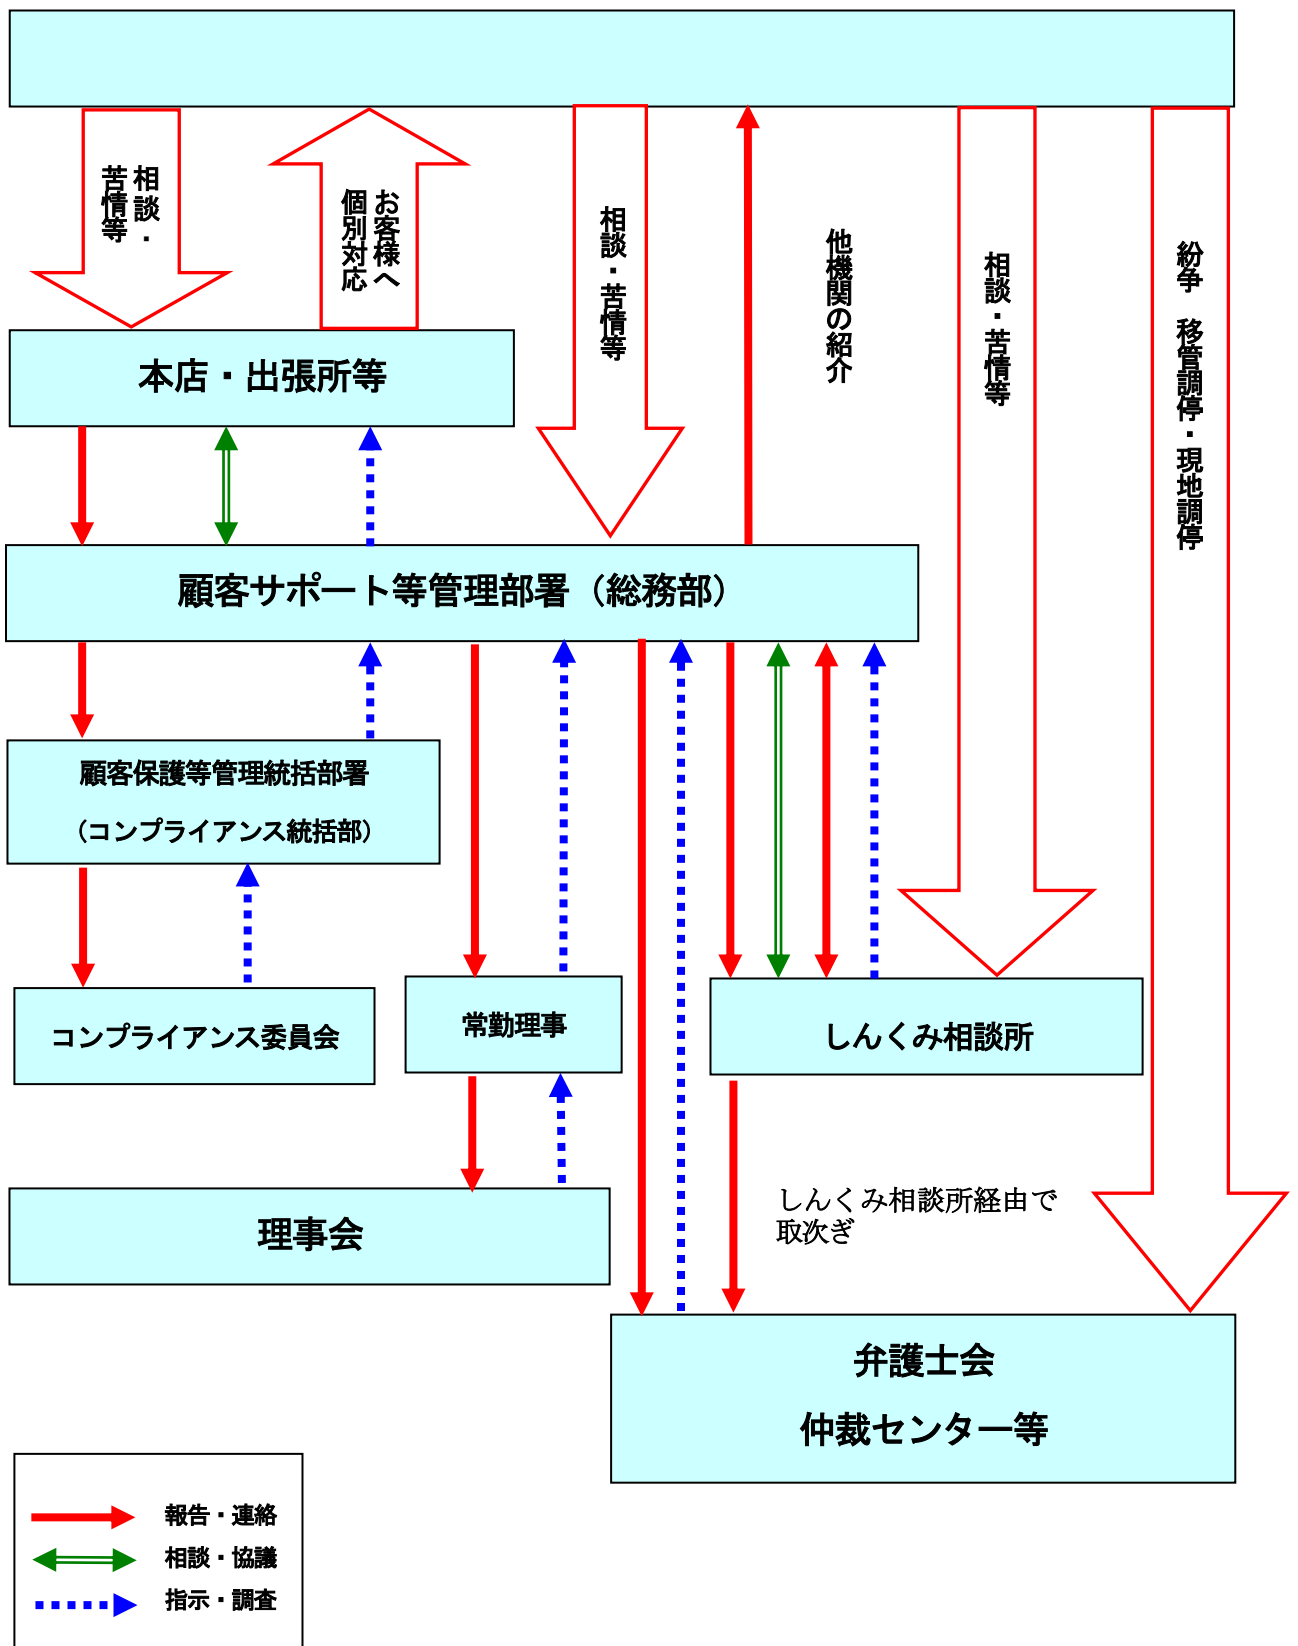 相談・
苦情等
お客様へ
個別対応
相談・苦情等
他機関の紹介
相談・苦情等
紛争　移管調停・現地調停
本店・出張所等
顧客サポート等管理部署（総務部）
顧客保護等管理統括部署
（コンプライアンス統括部）
コンプライアンス委員会
常勤理事
しんくみ相談所
しんくみ相談所経由で
取次ぎ
理事会
弁護士会
仲裁センター等
報告・連絡
相談・協議
指示・調査